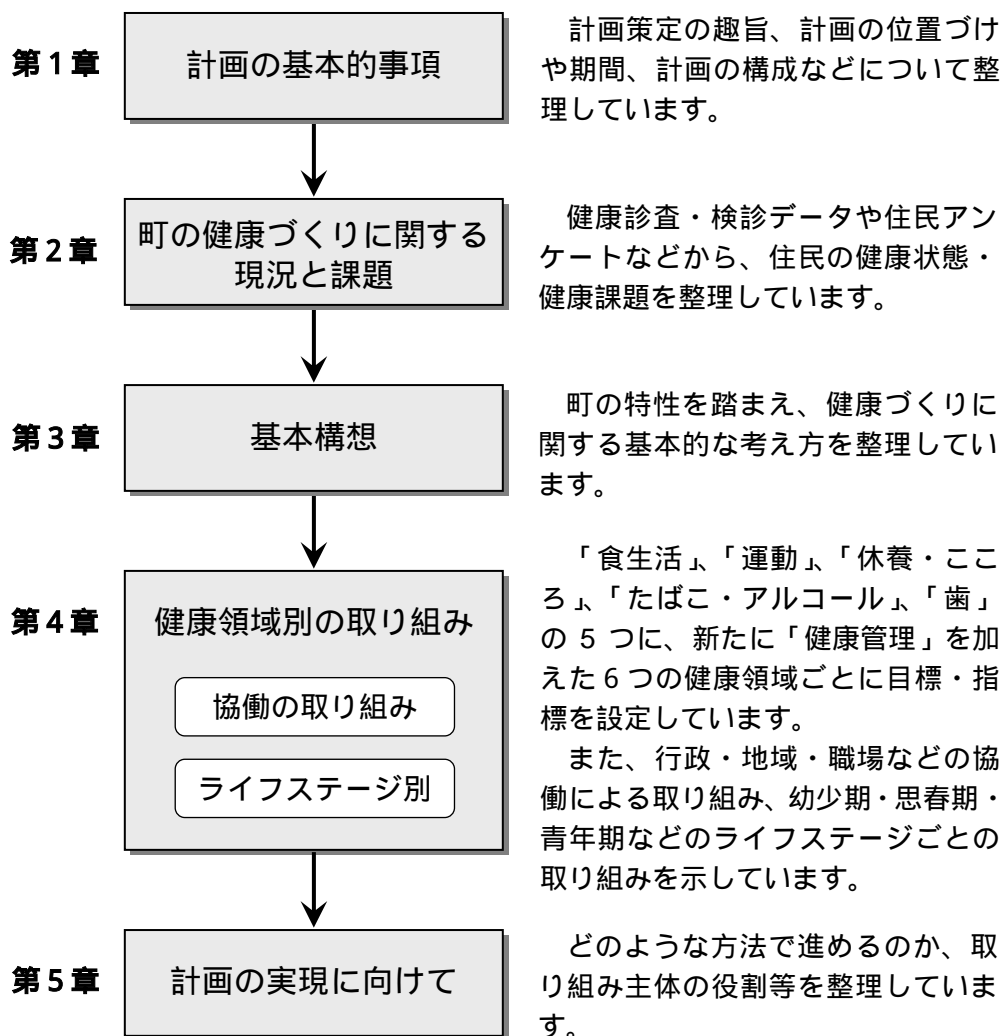 第1章
計画の基本的事項
計画策定の趣旨、計画の位置づけ
や期間、計画の構成などについて整
理しています。
第2章
町の健康づくりに関する
現況と課題
健康診査・検診データや住民アン
ケートなどから、住民の健康状態・
健康課題を整理しています。
第3章
基本構想
町の特性を踏まえ、健康づくりに
関する基本的な考え方を整理してい
ます。
第4章
健康領域別の取り組み
協働の取り組み
ライフステージ別
「食生活」、「運動」、「休養・ここ
ろ」、「たばこ・アルコール」、「歯」
の5つに、新たに「健康管理」を加
えた6つの健康領域ごとに目標・指
標を設定しています。
また、行政・地域・職場などの協
働による取り組み、幼少期・思春期・
青年期などのライフステージごとの
取り組みを示しています。
第5章
計画の実現に向けて
どのような方法で進めるのか、取
り組み主体の役割等を整理していま
す。